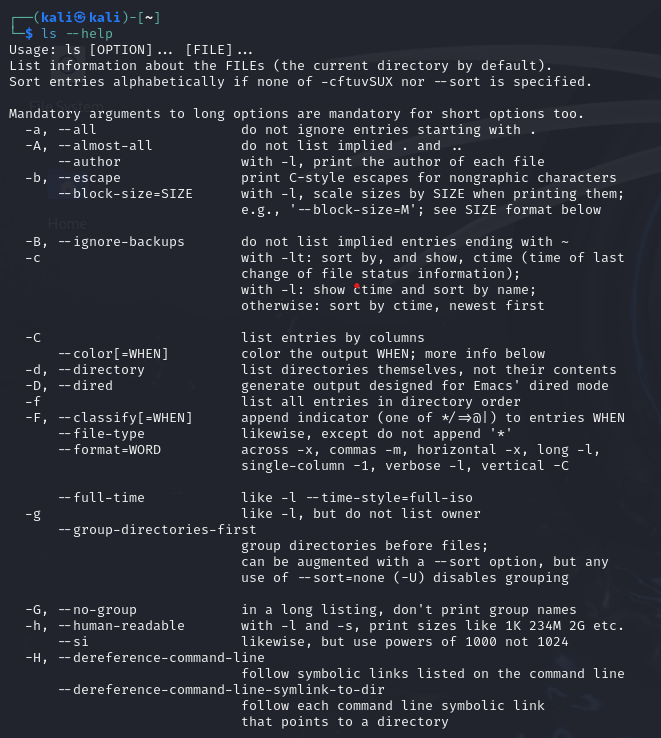 ┌──(kali㉿kali)-[~]
└─$ ls --help
Usage: ls [OPTION]... [FILE]...
List information about the FILEs (the current directory by default).
Sort entries alphabetically if none of -cftuvSUX nor --sort is specified.

Mandatory arguments to long options are mandatory for short options too.
  -a, --all                  do not ignore entries starting with .
  -A, --almost-all           do not list implied . and ..
      --author               with -l, print the author of each file
  -b, --escape               print C-style escapes for nongraphic characters
      --block-size=SIZE      with -l, scale sizes by SIZE when printing them;
                             e.g., '--block-size=M'; see SIZE format below

  -B, --ignore-backups       do not list implied entries ending with ~
  -c                         with -lt: sort by, and show, ctime (time of last
                             change of file status information);
                             with -l: show ctime and sort by name;
                             otherwise: sort by ctime, newest first

  -C                         list entries by columns
      --color[=WHEN]         color the output WHEN; more info below
  -d, --directory            list directories themselves, not their contents
  -D, --dired                generate output designed for Emacs' dired mode
  -f                         list all entries in directory order
  -F, --classify[=WHEN]      append indicator (one of */=>@|) to entries WHEN
      --file-type            likewise, except do not append '*'
      --format=WORD          across -x, commas -m, horizontal -x, long -l,
                             single-column -1, verbose -l, vertical -C

      --full-time            like -l --time-style=full-iso
  -g                         like -l, but do not list owner
      --group-directories-first
                             group directories before files;
                             can be augmented with a --sort option, but any
                             use of --sort=none (-U) disables grouping

  -G, --no-group             in a long listing, don't print group names
  -h, --human-readable       with -l and -s, print sizes like 1K 234M 2G etc.
      --si                   likewise, but use powers of 1000 not 1024
  -H, --dereference-command-line
                             follow symbolic links listed on the command line
      --dereference-command-line-symlink-to-dir
                             follow each command line symbolic link
                             that points to a directory
File System
Home